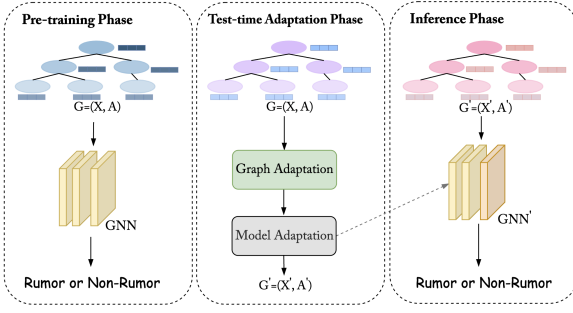 Pre-training Phase
G=(X, A)
GNN
Rumor or Non-Rumor
Test-time Adaptation Phase
G=(X, A)
Graph Adaptation
Model Adaptation
G'=(X', A')
Inference Phase
G'=(X', A')
GNN'
Rumor or Non-Rumor